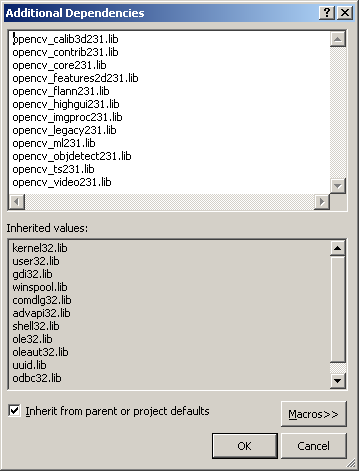 Additional Dependencies
opencv_calib3d231.lib
opencv_contrib231.lib
opencv_core231.lib
opencv_features2d231.lib
opencv_flann231.lib
opencv_highgui231.lib
opencv_imgproc231.lib
opencv_legacy231.lib
opencv_ml231.lib
opencv_objdetect231.lib
opencv_ts231.lib
opencv_video231.lib
Inherited values:
kernel32.lib
user32.lib
gdi32.lib
winspool.lib
comdlg32.lib
advapi32.lib
shell32.lib
ole32.lib
oleaut32.lib
uuid.lib
odbc32.lib
Inherit from parent or project defaults
Macros>>
OK
Cancel